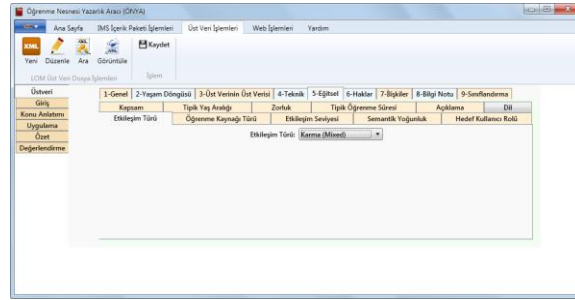 Öğrenme Nesnesi Yazarlık Aracı (ÖNYA)
Ana Sayfa IMS İçerik Paketi İşlemleri Üst Veri İşlemleri Web İşlemleri Yardım
XML XML XML Kaydet
Yeni Düzenle Ara Görüntüle
LOM Üst Veri Dosya İşlemleri İşlem
Üstveri 1-Genel 2-Yaşam Döngüsü 3-Üst Verinin Üst Verisi 4-Teknik 5-Eğitsel 6-Haklar 7-İlişkiler 8-Bilgi Notu 9-Sınıflandırma
Giriş Kapsam Tipik Yaş Aralığı Zorluk Tipik Öğrenme Süresi Açıklama Dil
Konu Anlatımı Etkileşim Türü Öğrenme Kaynağı Türü Etkileşim Seviyesi Semantik Yoğunluk Hedef Kullanıcı Rolü
Uygulama
Özet Etkileşim Türü: Karma (Mixed)
Değerlendirme